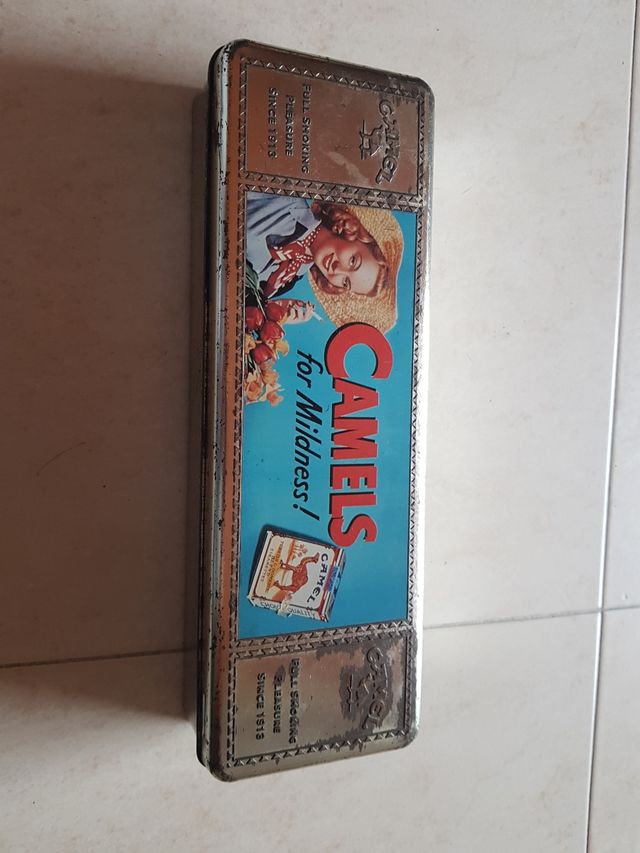 CAMEL
FULL SMOKING
PLEASURE
SINCE 1913
CAMELS
for Mildness!
CAMEL
CAMEL
FULL SMOKING
PLEASURE
SINCE 1913